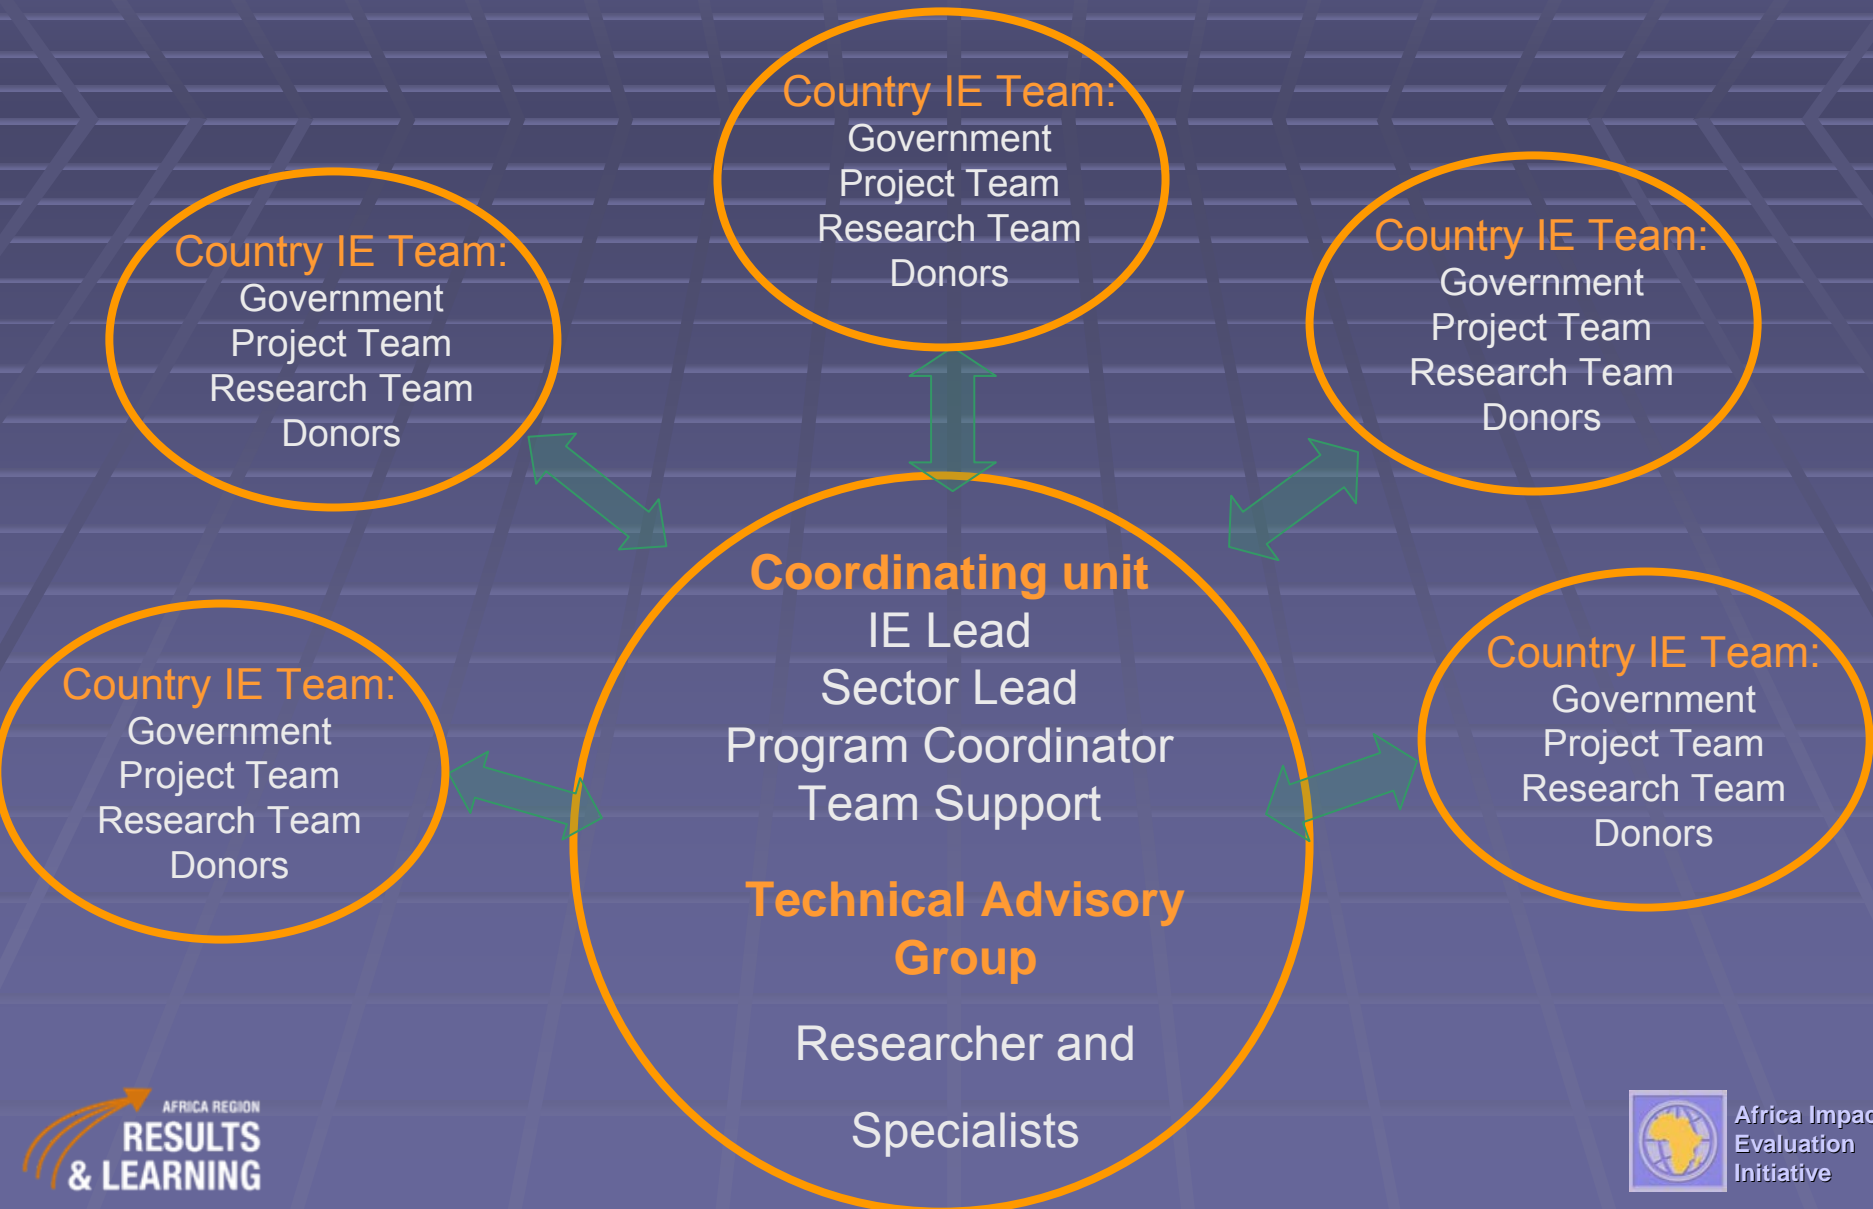 Country IE Team:
Government
Project Team
Research Team
Donors
Country IE Team:
Government
Project Team
Research Team
Donors
Country IE Team:
Government
Project Team
Research Team
Donors
Country IE Team:
Government
Project Team
Research Team
Donors
Coordinating unit
IE Lead
Sector Lead
Program Coordinator
Team Support
Technical Advisory
Group
Researcher and
Specialists
Country IE Team:
Government
Project Team
Research Team
Donors
AFRICA REGION
RESULTS
& LEARNING
Africa Impac
Evaluation
Initiative